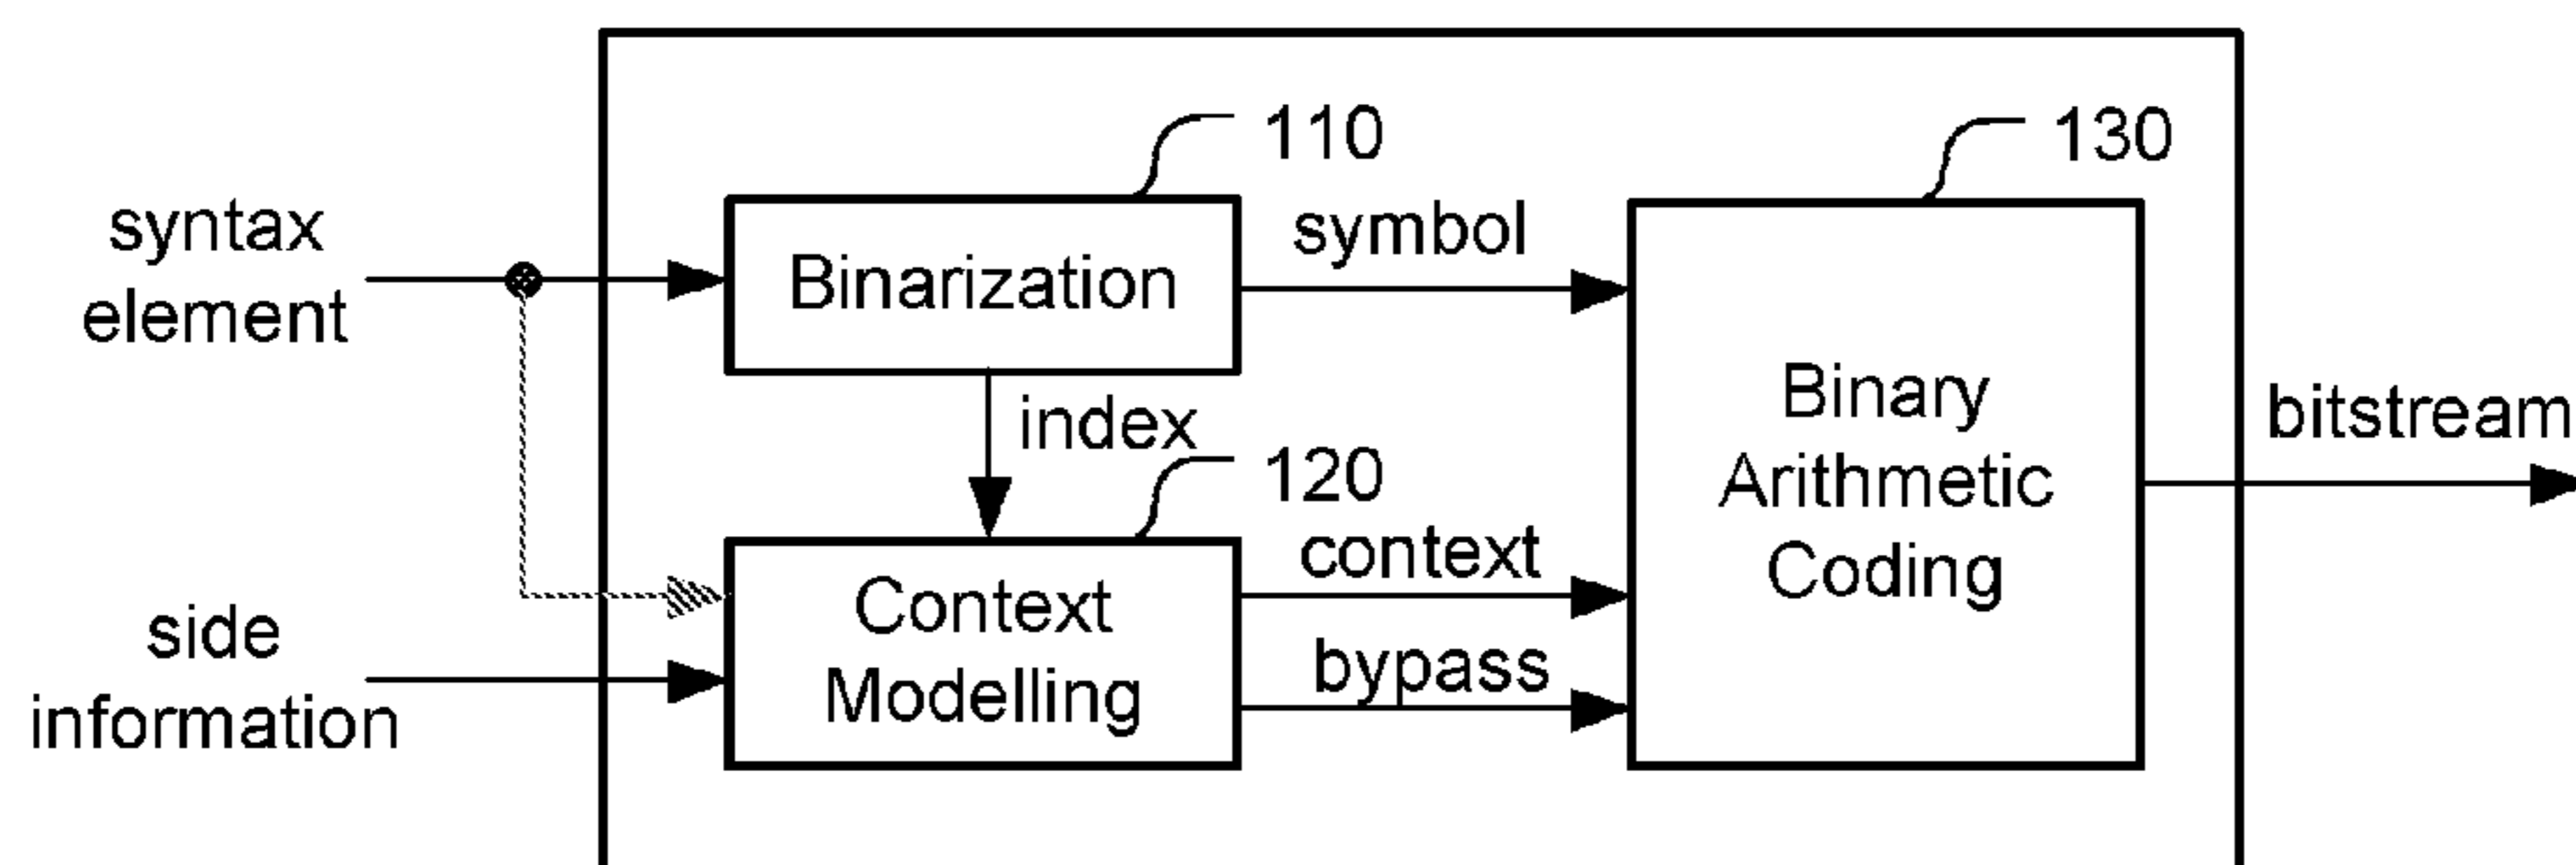 110
130
syntax
element
symbol
Binarization
index
120
Binary
Arithmetic
Coding
bitstream
context
Context
Modelling
side
information
bypass